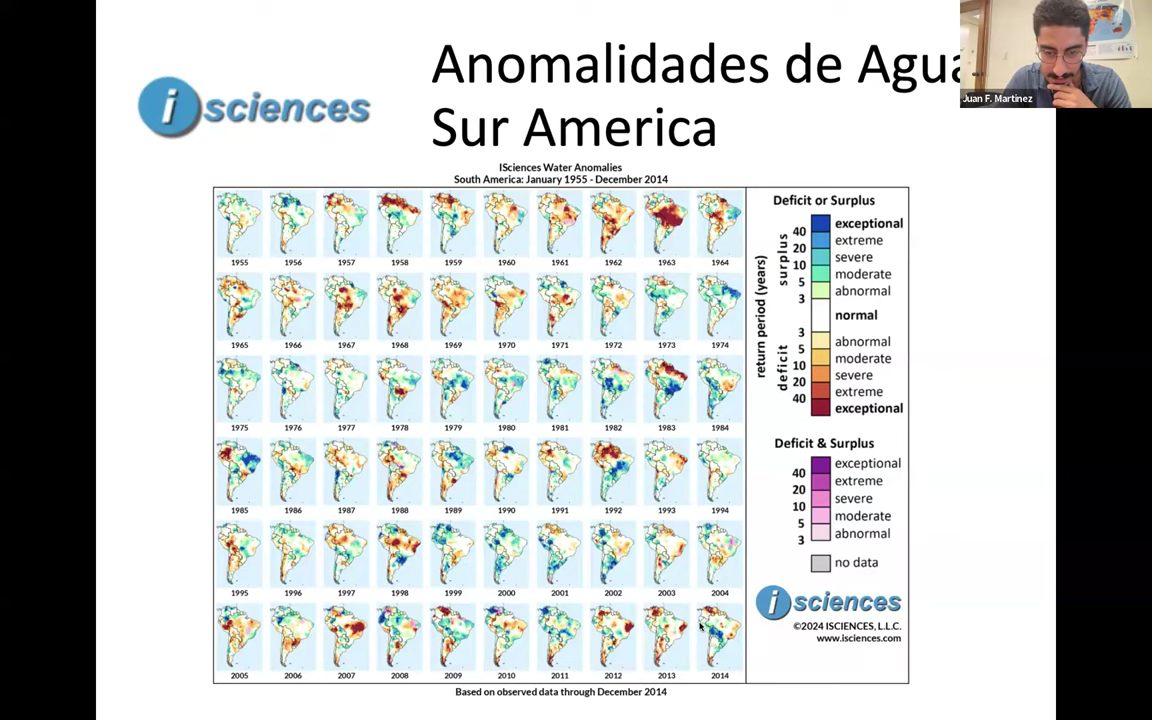 Anomalidades de Agua
Sur America
isciences
Juan F. Martinez
ISciences Water Anomalies
South America: January 1955 - December 2014
1955 1956 1957 1958 1959 1960 1961 1962 1963 1964
1965 1966 1967 1968 1969 1970 1971 1972 1973 1974
1975 1976 1977 1978 1979 1980 1981 1982 1983 1984
1985 1986 1987 1988 1989 1990 1991 1992 1993 1994
1995 1996 1997 1998 1999 2000 2001 2002 2003 2004
2005 2006 2007 2008 2009 2010 2011 2012 2013 2014
Deficit or Surplus
return period (years)
surplus
deficit
exceptional
40
extreme
20
severe
10
moderate
5
abnormal
3
normal
3
abnormal
5
moderate
10
severe
20
extreme
40
exceptional
Deficit & Surplus
exceptional
40
extreme
20
severe
10
moderate
5
abnormal
3
no data
isciences
©2024 ISCIENCES, L.L.C.
www.isciences.com
Based on observed data through December 2014